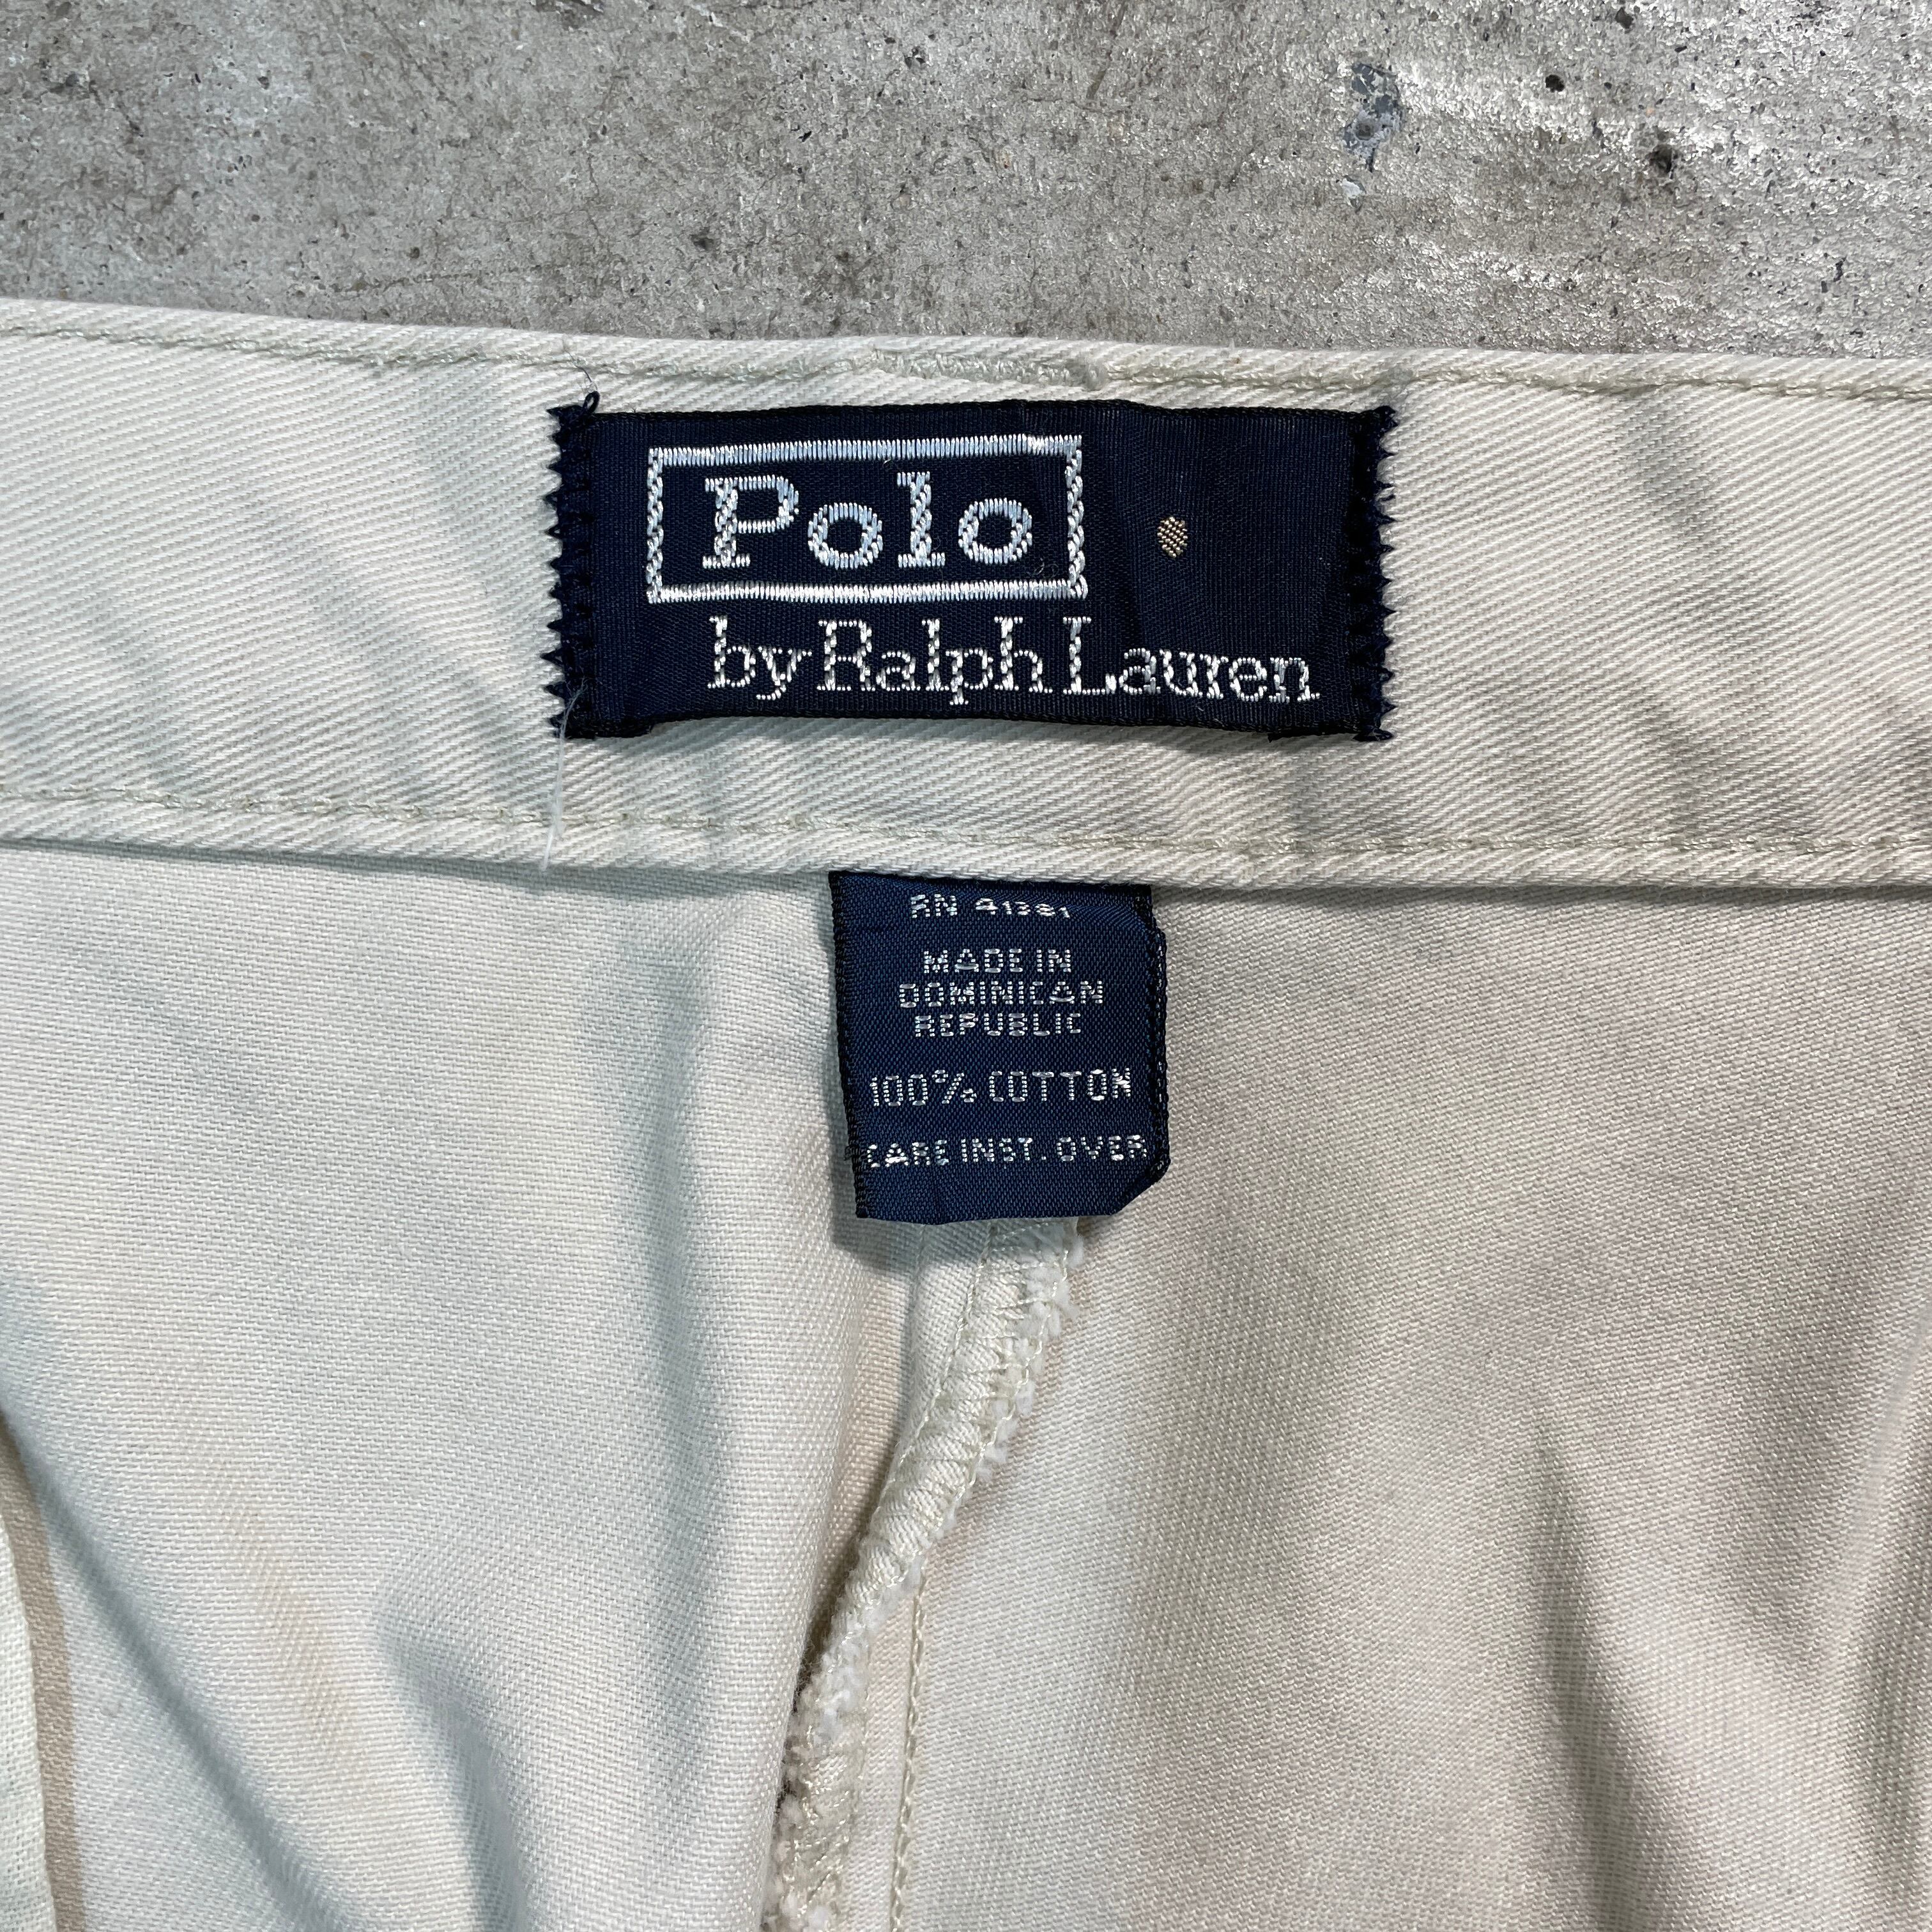 Polo
by Ralph Lauren
RN 41381
MADE IN
DOMINICAN
REPUBLIC
100% COTTON
CARE INST. OVER